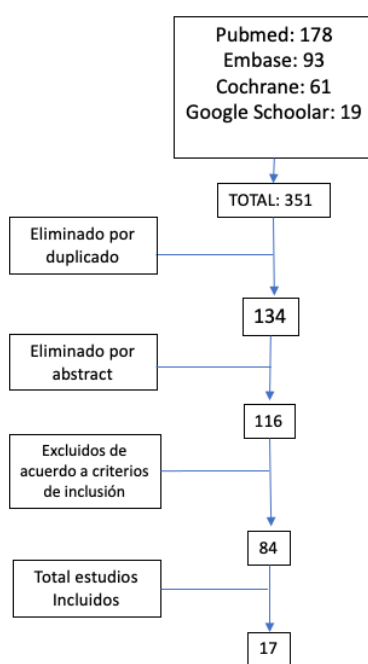 Pubmed: 178
Embase: 93
Cochrane: 61
Google Schoolar: 19
TOTAL: 351
Eliminado por
duplicado
134
Eliminado por
abstract
116
Excluidos de
acuerdo a criterios
de inclusión
84
Total estudios
Incluidos
17